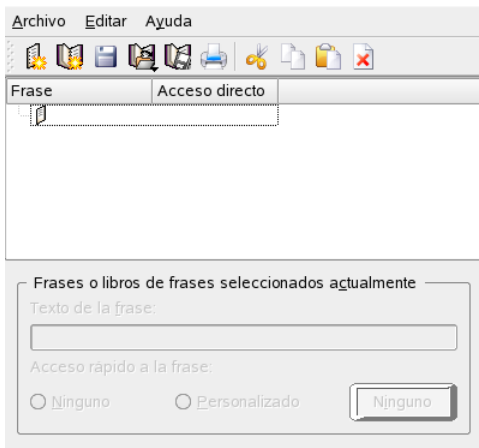 Archivo Editar Ayuda
Frase Acceso directo
Frases o libros de frases seleccionados actualmente
Texto de la frase:
Acceso rápido a la frase:
Ninguno Personalizado Ninguno